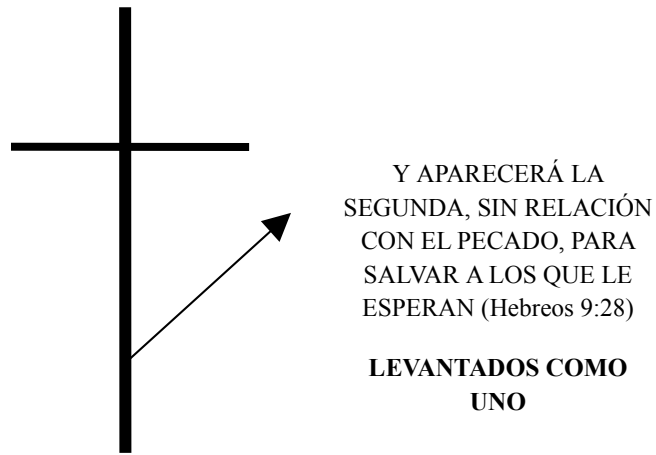 Y APARECERÁ LA
SEGUNDA, SIN RELACIÓN
CON EL PECADO, PARA
SALVAR A LOS QUE LE
ESPERAN (Hebreos 9:28)
LEVANTADOS COMO
UNO